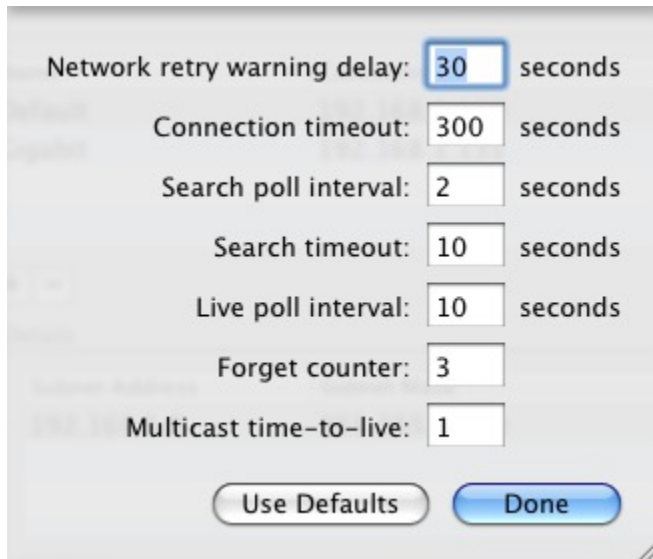 Network retry warning delay: 30 seconds
Connection timeout: 300 seconds
Search poll interval: 2 seconds
Search timeout: 10 seconds
Live poll interval: 10 seconds
Forget counter: 3
Multicast time-to-live: 1
Use Defaults Done